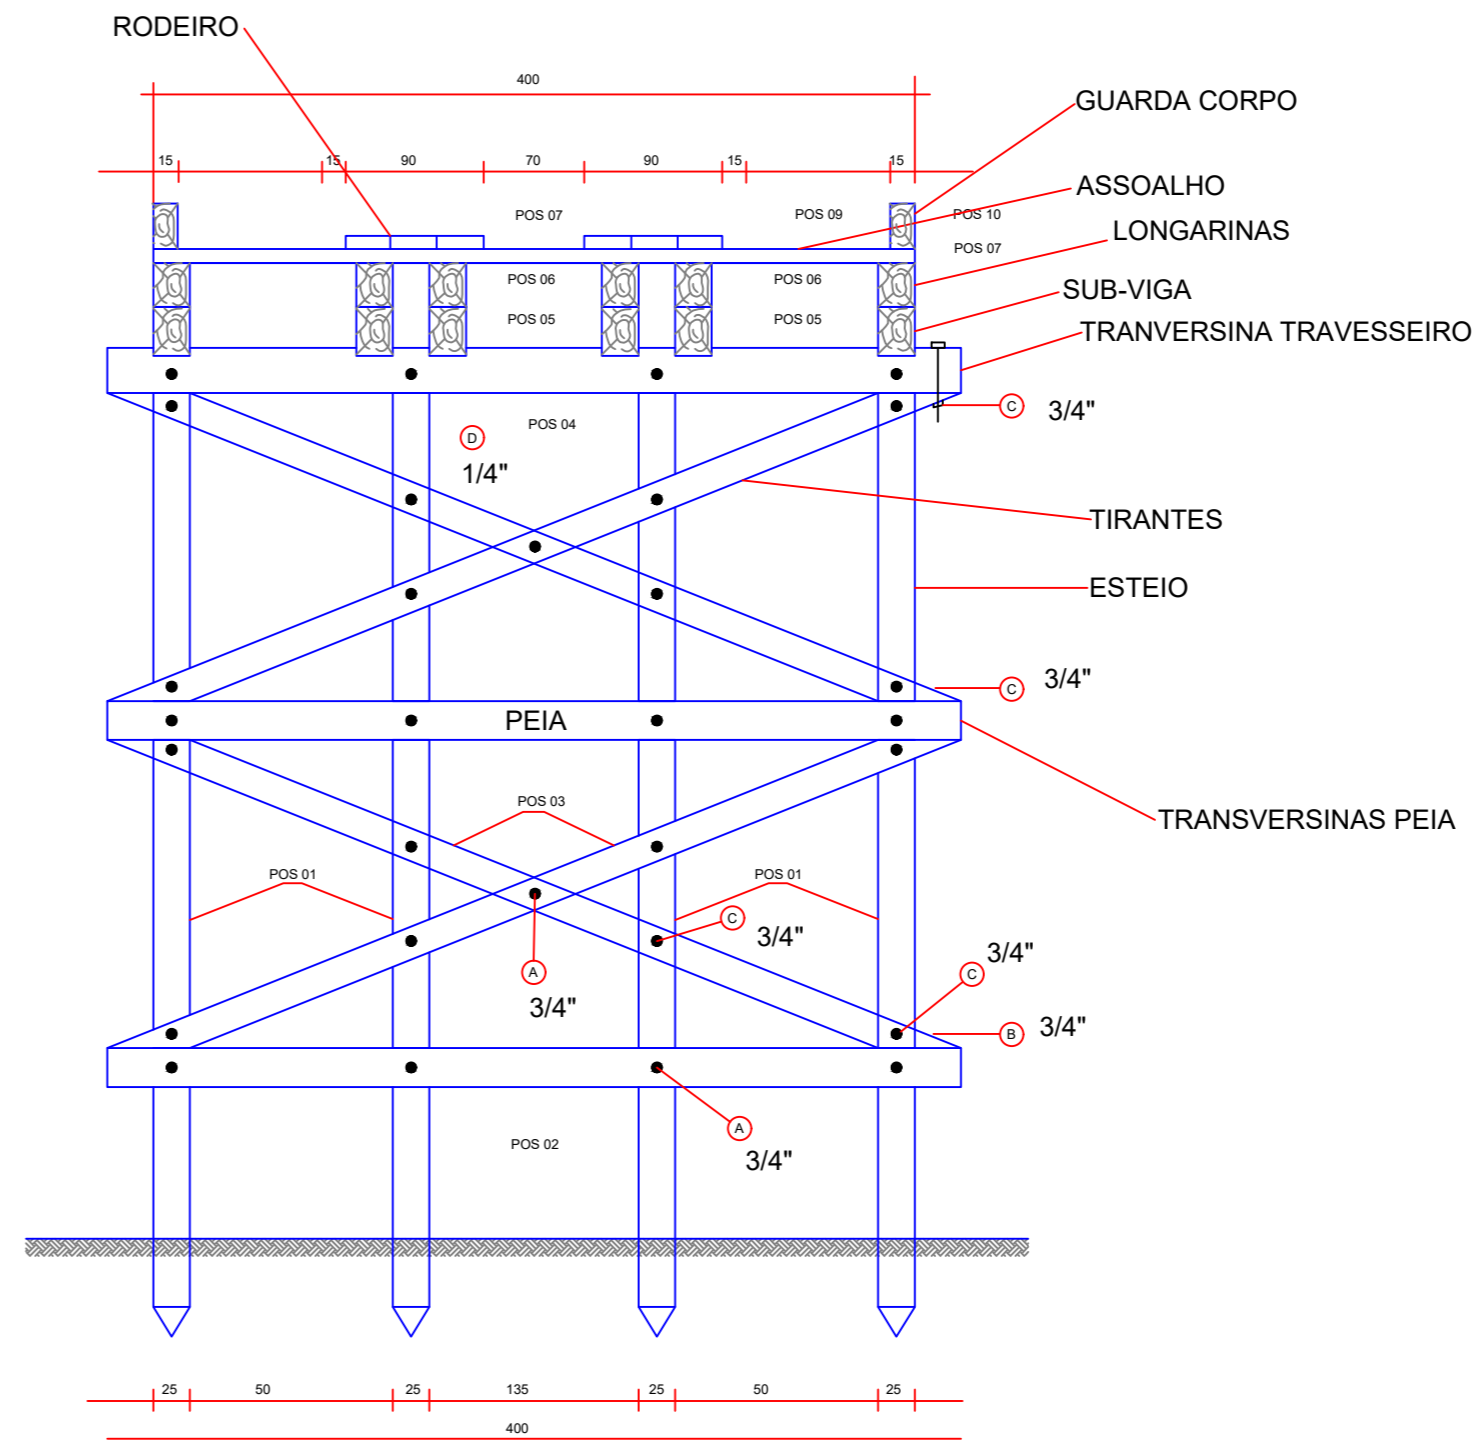 RODEIRO
400
GUARDA CORPO
15
15
90
70
90
15
15
ASSOALHO
POS 07
POS 09
POS 10
LONGARINAS
POS 07
POS 06
POS 06
SUB-VIGA
POS 05
POS 05
TRANVERSINA TRAVESSEIRO
C
3/4"
POS 04
D
1/4"
TIRANTES
ESTEIO
C
3/4"
PEIA
POS 03
TRANSVERSINAS PEIA
POS 01
POS 01
C
3/4"
3/4"
A
C
3/4"
B
3/4"
A
3/4"
POS 02
25
50
25
135
25
50
25
400